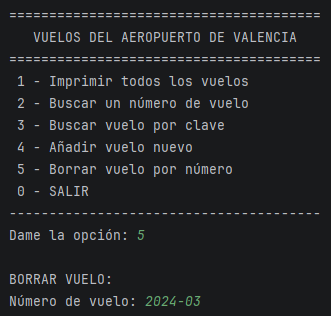 =======================================
VUELOS DEL AEROPUERTO DE VALENCIA
=======================================
1 - Imprimir todos los vuelos
2 - Buscar un número de vuelo
3 - Buscar vuelo por clave
4 - Añadir vuelo nuevo
5 - Borrar vuelo por número
0 - SALIR
---------------------------------------
Dame la opción: 5
BORRAR VUELO:
Número de vuelo: 2024-03